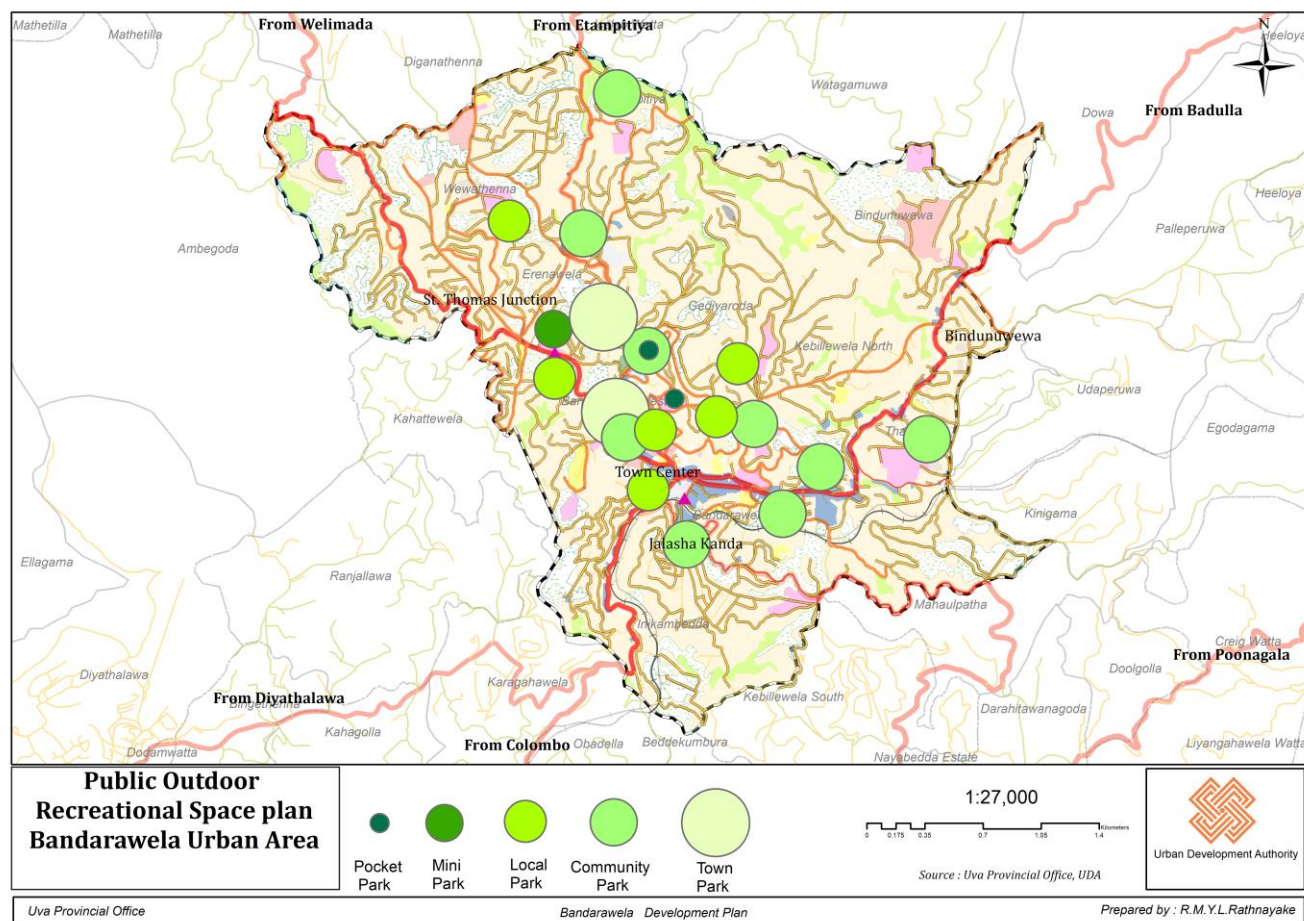 From Welimada
From Etampitiya
Mathetilla
Mathetilla
Heeloya
N
Diganathenna
Watagamuwa
Dowa
From Badulla
Wewathenna
Bindunuwewa
Heeloya
Palleperuwa
Ambegoda
Erenawela
St. Thomas Junction
Gediyaroda
Kebillewela North
Bindunuwewa
Udaperuwa
Kahattewela
Egodagama
Town Center
Kinigama
Jalasha Kanda
Ellagama
Ranjallawa
Mahaulpatha
Inikambedda
Creig Watta
Diyathalawa
Doolgolla
From Poonagala
Karagahawela
From Diyathalawa
Bingethenna
Kebillewela South
Darahitawanagoda
Kahagolla
From Colombo
Obadella
Beddekumbura
Liyangahawela Watta
Dodamwatta
Nayabedda Estate
Public Outdoor
Recreational Space plan
Bandarawela Urban Area
Pocket
Park
Mini
Park
Local
Park
Community
Park
Town
Park
1:27,000
0 0.175 0.35 0.7 1.05 1.4 Kilometers
Source : Uva Provincial Office, UDA
Urban Development Authority
Uva Provincial Office
Bandarawela Development Plan
Prepared by : R.M.Y.L.Rathnayake